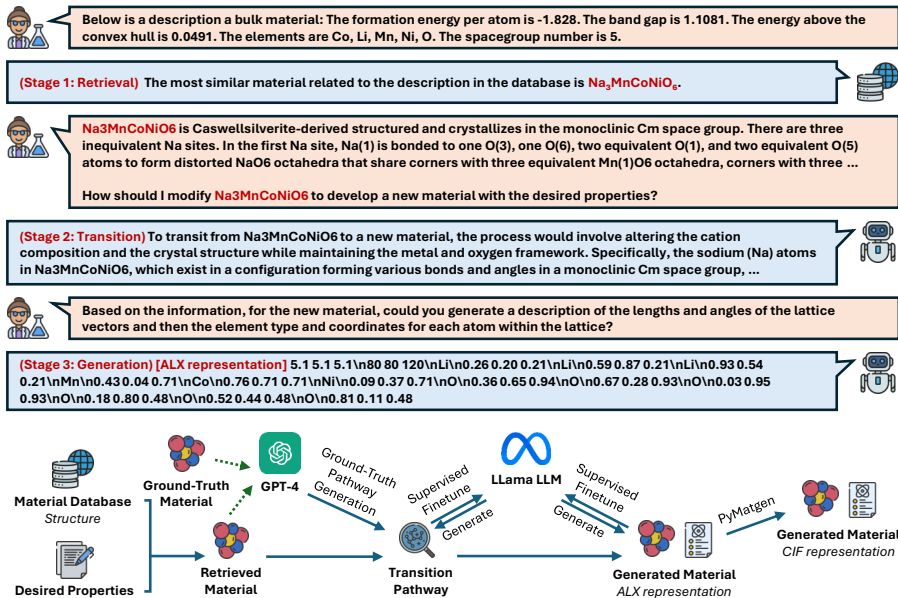 Below is a description a bulk material: The formation energy per atom is -1.828. The band gap is 1.1081. The energy above the
convex hull is 0.0491. The elements are Co, Li, Mn, Ni, O. The spacegroup number is 5.
(Stage 1: Retrieval) The most similar material related to the description in the database is Na₃MnCoNiO₆.
Na3MnCoNiO6 is Caswellsilverite-derived structured and crystallizes in the monoclinic Cm space group. There are three
inequivalent Na sites. In the first Na site, Na(1) is bonded to one O(3), one O(6), two equivalent O(1), and two equivalent O(5)
atoms to form distorted NaO6 octahedra that share corners with three equivalent Mn(1)O6 octahedra, corners with three ...
How should I modify Na3MnCoNiO6 to develop a new material with the desired properties?
(Stage 2: Transition) To transit from Na3MnCoNiO6 to a new material, the process would involve altering the cation
composition and the crystal structure while maintaining the metal and oxygen framework. Specifically, the sodium (Na) atoms
in Na3MnCoNiO6, which exist in a configuration forming various bonds and angles in a monoclinic Cm space group, ...
Based on the information, for the new material, could you generate a description of the lengths and angles of the lattice
vectors and then the element type and coordinates for each atom within the lattice?
(Stage 3: Generation) [ALX representation] 5.1 5.1 5.1\n80 80 120\nLi\n0.26 0.20 0.21\nLi\n0.59 0.87 0.21\nLi\n0.93 0.54
0.21\nMn\n0.43 0.04 0.71\nCo\n0.76 0.71 0.71\nNi\n0.09 0.37 0.71\nO\n0.36 0.65 0.94\nO\n0.67 0.28 0.93\nO\n0.03 0.95
0.93\nO\n0.18 0.80 0.48\nO\n0.52 0.44 0.48\nO\n0.81 0.11 0.48
Material Database
Structure
Desired Properties
Ground-Truth
Material
Retrieved
Material
GPT-4
Ground-Truth
Pathway
Generation
Transition
Pathway
Supervised
Finetune
Generate
LLama LLM
Supervised
Finetune
Generate
Generated Material
ALX representation
PyMatgen
Generated Material
CIF representation